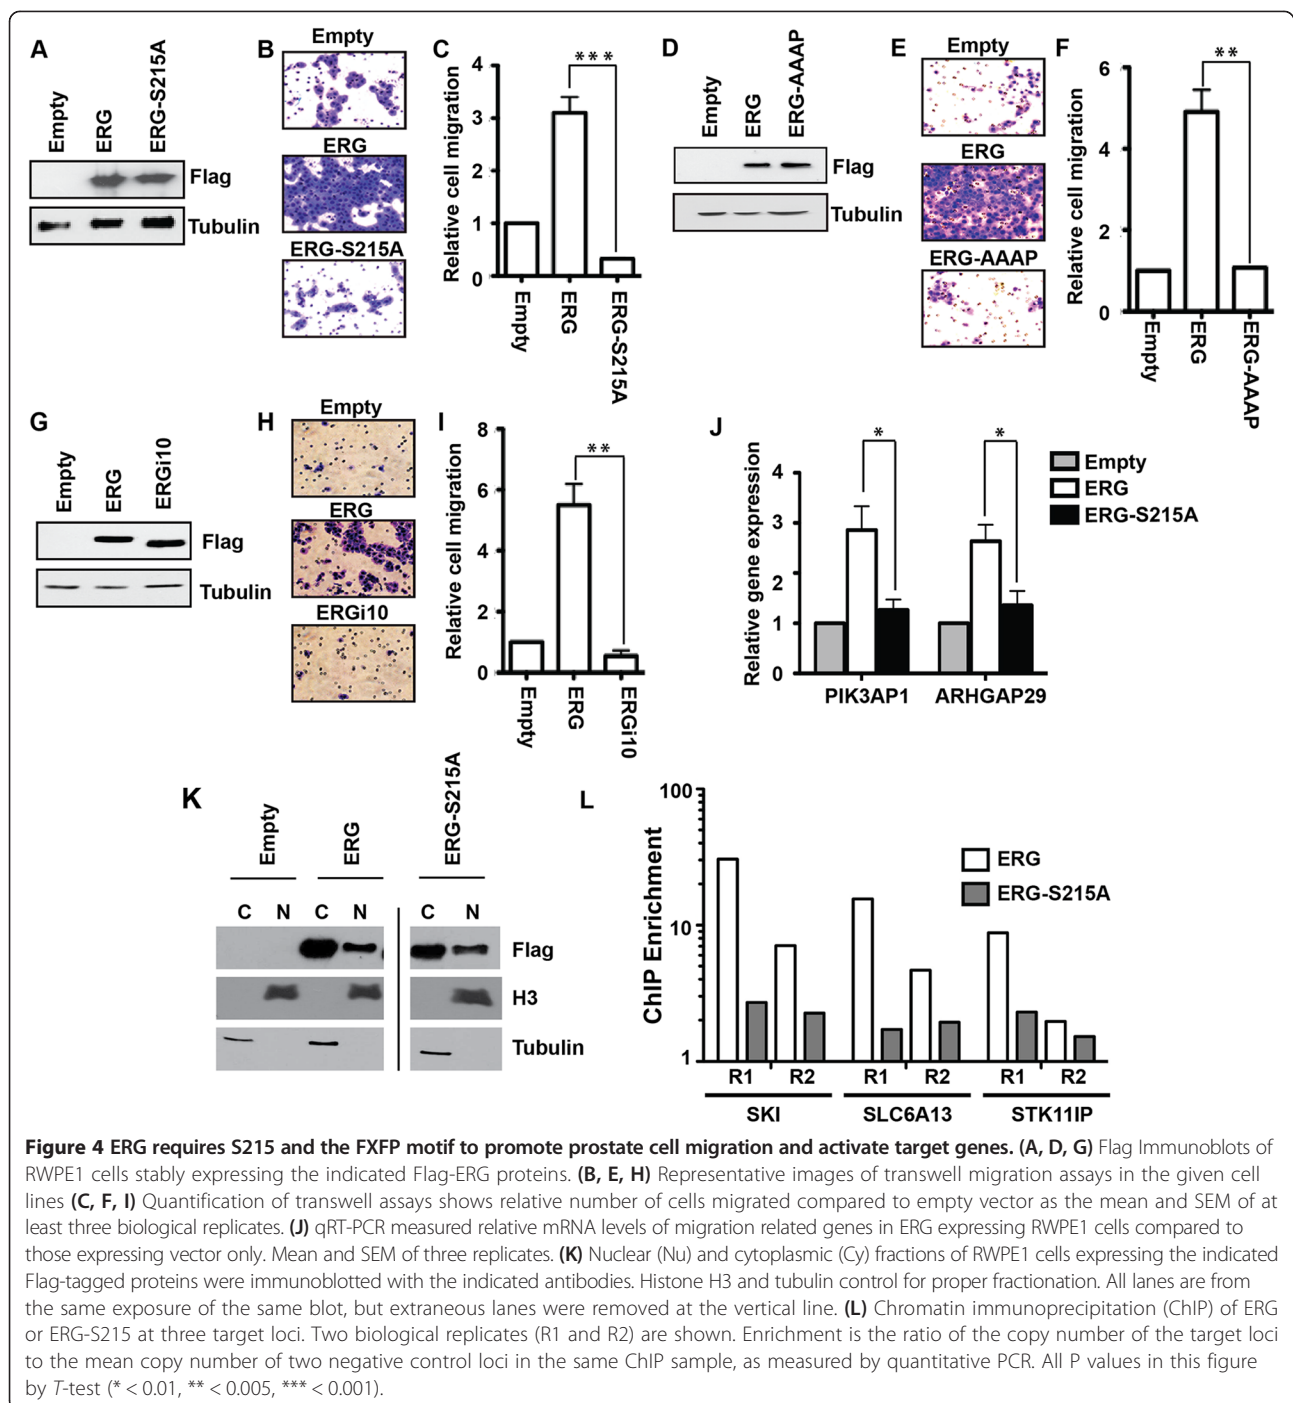 A
Empty
ERG
ERG-S215A
Flag
Tubulin
B
Empty
ERG
ERG-S215A
C
Relative cell migration
4
3
2
1
0
***
Empty
ERG
ERG-S215A
D
Empty
ERG
ERG-AAAP
Flag
Tubulin
E
Empty
ERG
ERG-AAAP
F
Relative cell migration
6
4
2
0
**
Empty
ERG
ERG-AAAP
G
Empty
ERG
ERGi10
Flag
Tubulin
H
Empty
ERG
ERGi10
I
Relative cell migration
8
6
4
2
0
**
Empty
ERG
ERGi10
J
Relative gene expression
4
3
2
1
0
*
*
PIK3AP1
ARHGAP29
Empty
ERG
ERG-S215A
K
Empty
ERG
ERG-S215A
C N C N C N
Flag
H3
Tubulin
L
ChIP Enrichment
100
10
1
ERG
ERG-S215A
R1 R2 R1 R2 R1 R2
SKI SLC6A13 STK11IP
Figure 4 ERG requires S215 and the FXFP motif to promote prostate cell migration and activate target genes. (A, D, G) Flag Immunoblots of
RWPE1 cells stably expressing the indicated Flag-ERG proteins. (B, E, H) Representative images of transwell migration assays in the given cell
lines (C, F, I) Quantification of transwell assays shows relative number of cells migrated compared to empty vector as the mean and SEM of at
least three biological replicates. (J) qRT-PCR measured relative mRNA levels of migration related genes in ERG expressing RWPE1 cells compared to
those expressing vector only. Mean and SEM of three replicates. (K) Nuclear (Nu) and cytoplasmic (Cy) fractions of RWPE1 cells expressing the indicated
Flag-tagged proteins were immunoblotted with the indicated antibodies. Histone H3 and tubulin control for proper fractionation. All lanes are from
the same exposure of the same blot, but extraneous lanes were removed at the vertical line. (L) Chromatin immunoprecipitation (ChIP) of ERG
or ERG-S215 at three target loci. Two biological replicates (R1 and R2) are shown. Enrichment is the ratio of the copy number of the target loci
to the mean copy number of two negative control loci in the same ChIP sample, as measured by quantitative PCR. All P values in this figure
by T-test (* < 0.01, ** < 0.005, *** < 0.001).